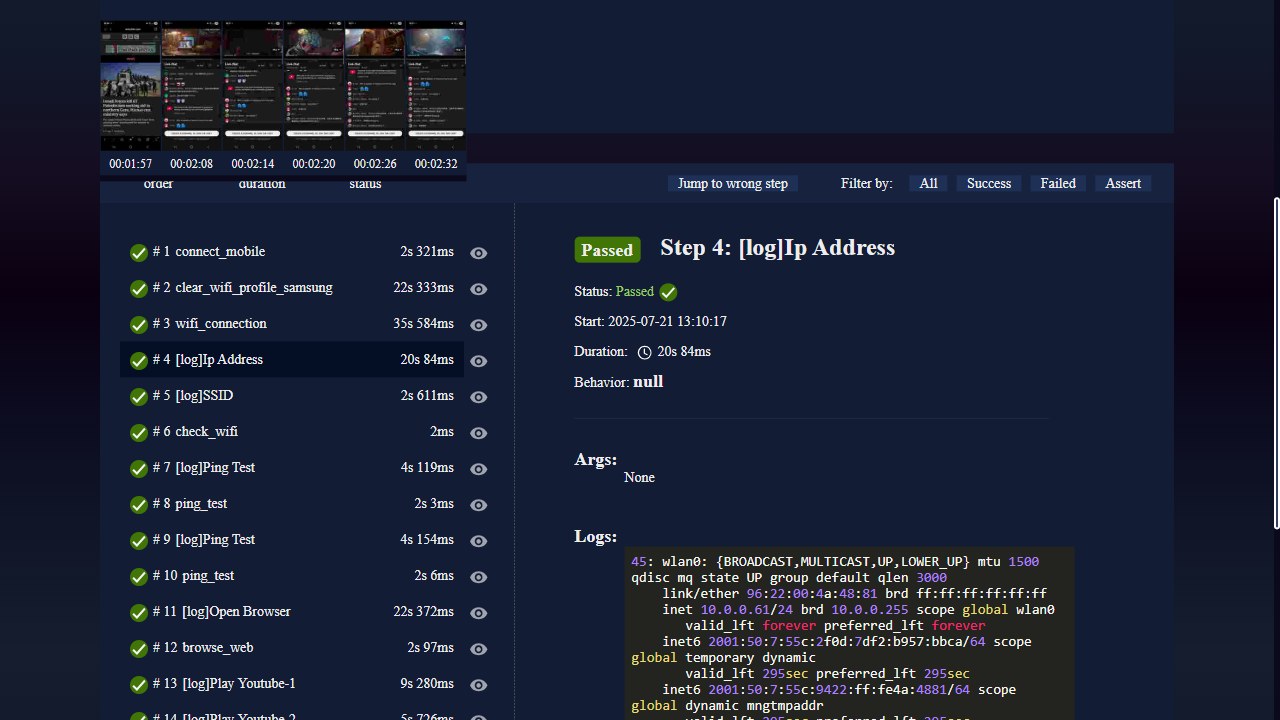 00:01:57 00:02:08 00:02:14 00:02:20 00:02:26 00:02:32
order duration status Jump to wrong step Filter by: All Success Failed Assert
# 1 connect_mobile 2s 321ms
# 2 clear_wifi_profile_samsung 22s 333ms
# 3 wifi_connection 35s 584ms
# 4 [log]Ip Address 20s 84ms
# 5 [log]SSID 2s 611ms
# 6 check_wifi 2ms
# 7 [log]Ping Test 4s 119ms
# 8 ping_test 2s 3ms
# 9 [log]Ping Test 4s 154ms
# 10 ping_test 2s 6ms
# 11 [log]Open Browser 22s 372ms
# 12 browse_web 2s 97ms
# 13 [log]Play Youtube-1 9s 280ms
# 14 [log]Play Youtube-2 5s 726ms
Passed Step 4: [log]Ip Address
Status: Passed
Start: 2025-07-21 13:10:17
Duration: 20s 84ms
Behavior: null
Args:
None
Logs:
45: wlan0: {BROADCAST,MULTICAST,UP,LOWER_UP} mtu 1500
qdisc mq state UP group default qlen 3000
link/ether 96:22:00:4a:48:81 brd ff:ff:ff:ff:ff:ff
inet 10.0.0.61/24 brd 10.0.0.255 scope global wlan0
valid_lft forever preferred_lft forever
inet6 2001:50:7:55c:2f0d:7df2:b957:bbca/64 scope
global temporary dynamic
valid_lft 295sec preferred_lft 295sec
inet6 2001:50:7:55c:9422:ff:fe4a:4881/64 scope
global dynamic mngtmpaddr
valid_lft 295sec preferred_lft 295sec